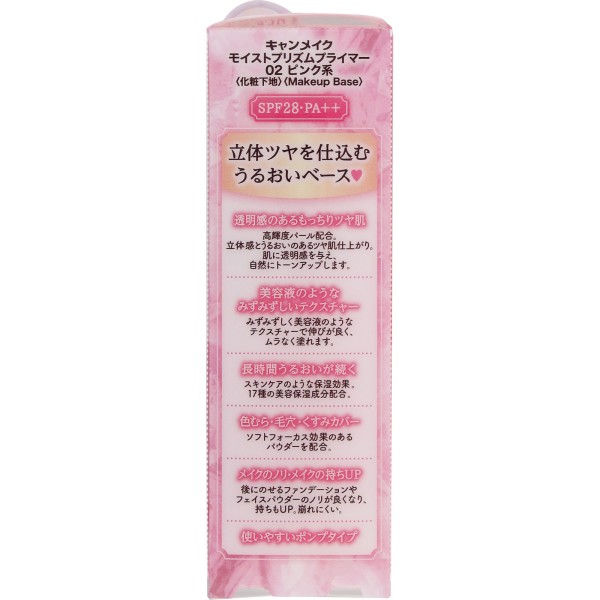 キャンメイク
モイストプリズムプライマー
02 ピンク系
〈化粧下地〉〈Makeup Base〉
SPF28・PA++
立体ツヤを仕込む
うるおいベース♥
透明感のあるもっちりツヤ肌
高輝度パール配合。
立体感とうるおいのあるツヤ肌仕上がり。
肌に透明感を与え、
自然にトーンアップします。
美容液のような
みずみずしいテクスチャー
みずみずしく美容液のような
テクスチャーで伸びが良く、
ムラなく塗れます。
長時間うるおいが続く
スキンケアのような保湿効果。
17種の美容保湿成分配合。
色むら・毛穴・くすみカバー
ソフトフォーカス効果のある
パウダーを配合。
メイクのノリ・メイクの持ちUP
後にのせるファンデーションや
フェイスパウダーのノリが良くなり、
持ちもUP。崩れにくい。
使いやすいポンプタイプ